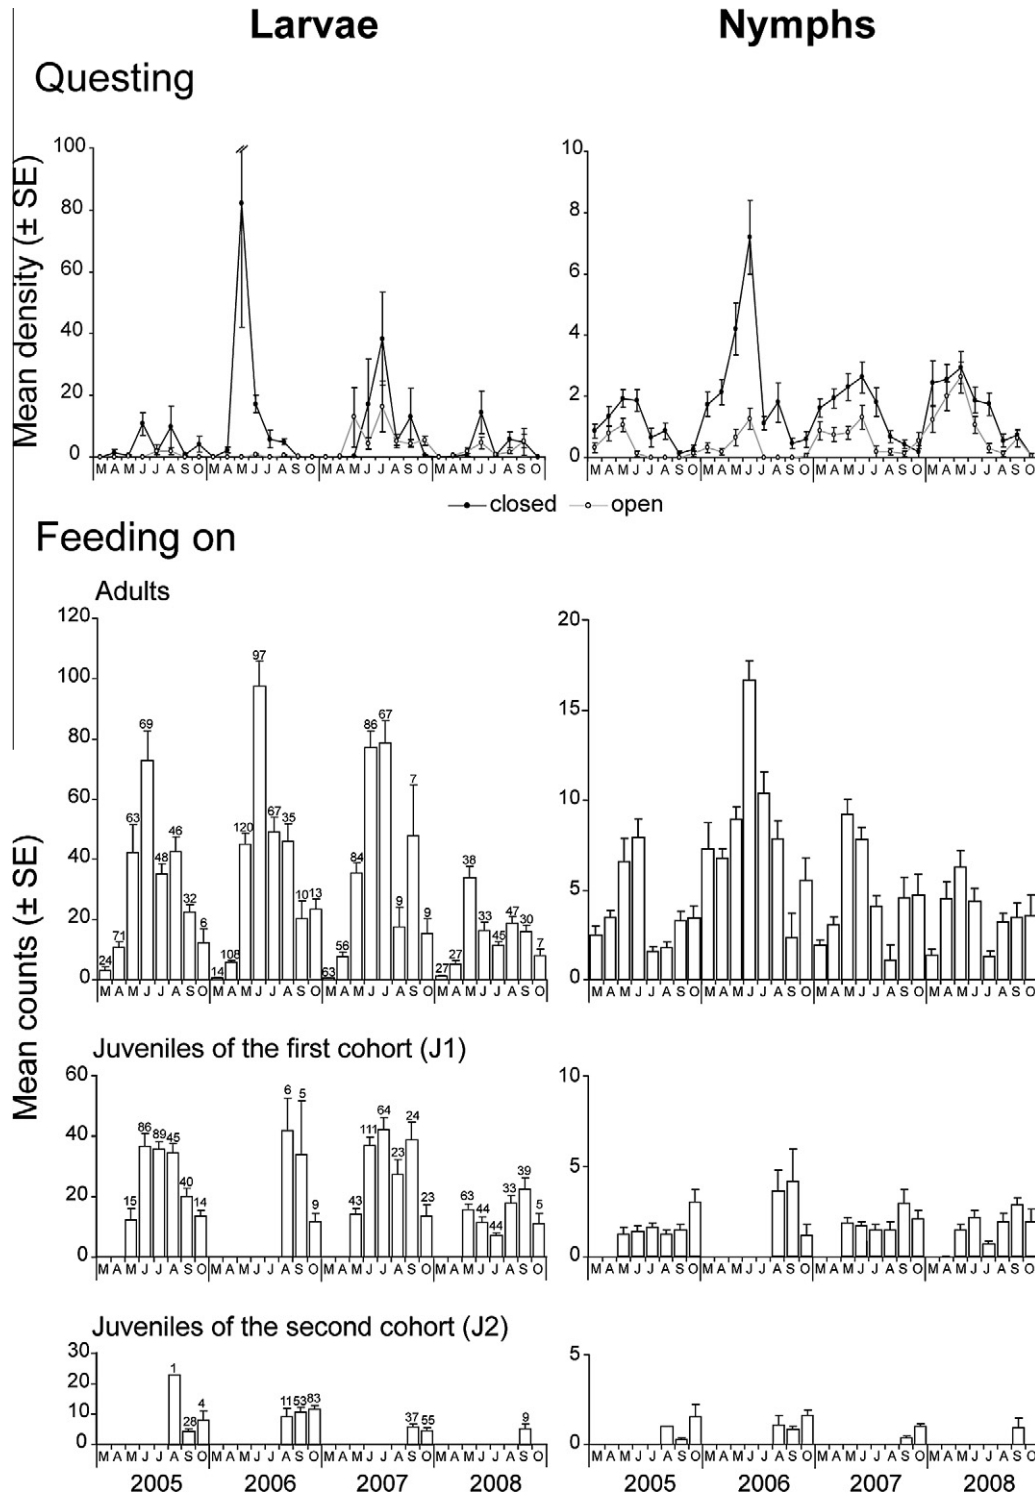 Larvae Nymphs
Questing
Mean density (± SE)
100 10
80 8
60 6
40 4
20 2
0 0
M A M J J A S O M A M J J A S O M A M J J A S O M A M J J A S O M A M J J A S O M A M J J A S O M A M J J A S O M A M J J A S O
closed open
Feeding on
Mean counts (± SE)
Adults
120 20
100 15
80 10
60 5
40 0
20
0
24 71 63 69 48 46 32 6 14 108 120 97 67 35 10 13 63 56 84 86 67 9 7 9 27 27 38 33 45 47 30 7
M A M J J A S O M A M J J A S O M A M J J A S O M A M J J A S O M A M J J A S O M A M J J A S O M A M J J A S O M A M J J A S O
Juveniles of the first cohort (J1)
60 10
40 5
20 0
0
15 86 89 45 40 14 6 5 9 43 111 64 23 24 23 63 44 44 33 39 5
M A M J J A S O M A M J J A S O M A M J J A S O M A M J J A S O M A M J J A S O M A M J J A S O M A M J J A S O M A M J J A S O
Juveniles of the second cohort (J2)
30 5
20 0
10
0
1 28 4 11 53 83 37 55 9
M A M J J A S O M A M J J A S O M A M J J A S O M A M J J A S O M A M J J A S O M A M J J A S O M A M J J A S O M A M J J A S O
2005 2006 2007 2008 2005 2006 2007 2008